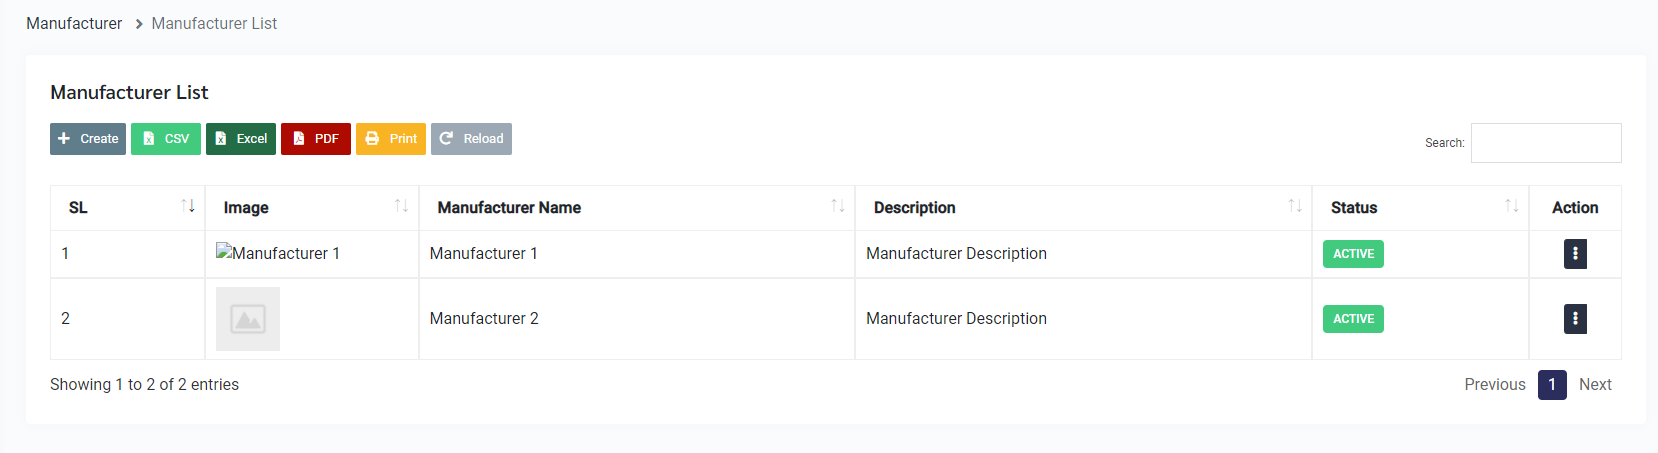 Manufacturer > Manufacturer List
Manufacturer List
Create CSV Excel PDF Print Reload Search:
SL Image Manufacturer Name Description Status Action
1 Manufacturer 1 Manufacturer 1 Manufacturer Description ACTIVE
2 Manufacturer 2 Manufacturer Description ACTIVE
Showing 1 to 2 of 2 entries Previous 1 Next